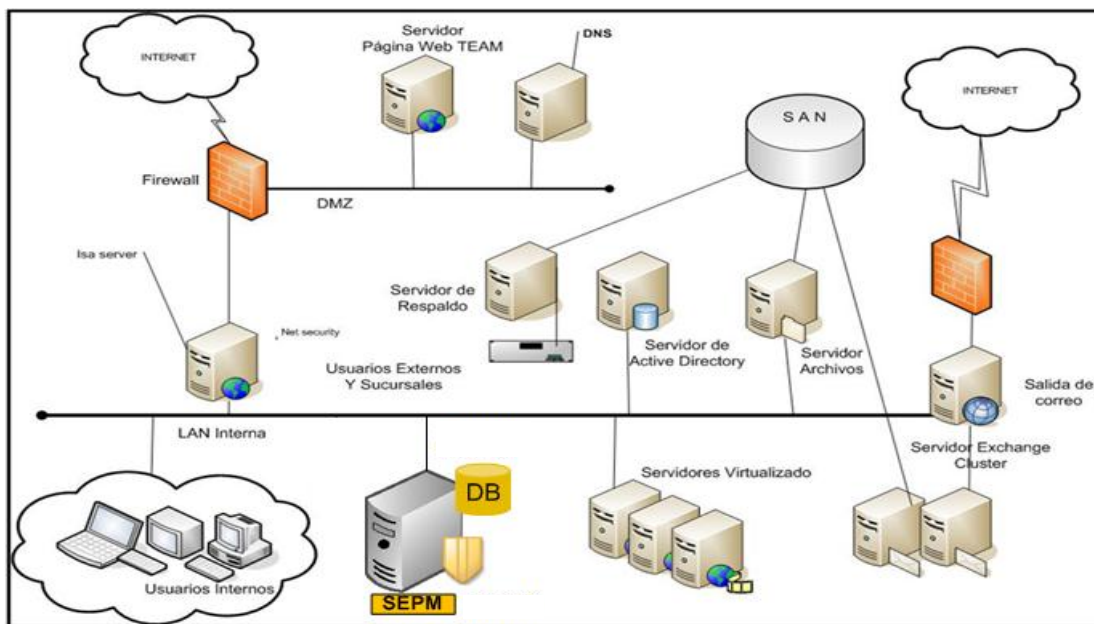 INTERNET
Servidor
Página Web TEAM
DNS
INTERNET
S A N
Firewall
DMZ
Isa server
Servidor de
Respaldo
Net security
Servidor de
Active Directory
Servidor
Archivos
Usuarios Externos
Y Sucursales
Salida de
correo
LAN Interna
Servidor Exchange
Cluster
Servidores Virtualizado
DB
Usuarios Internos
SEPM